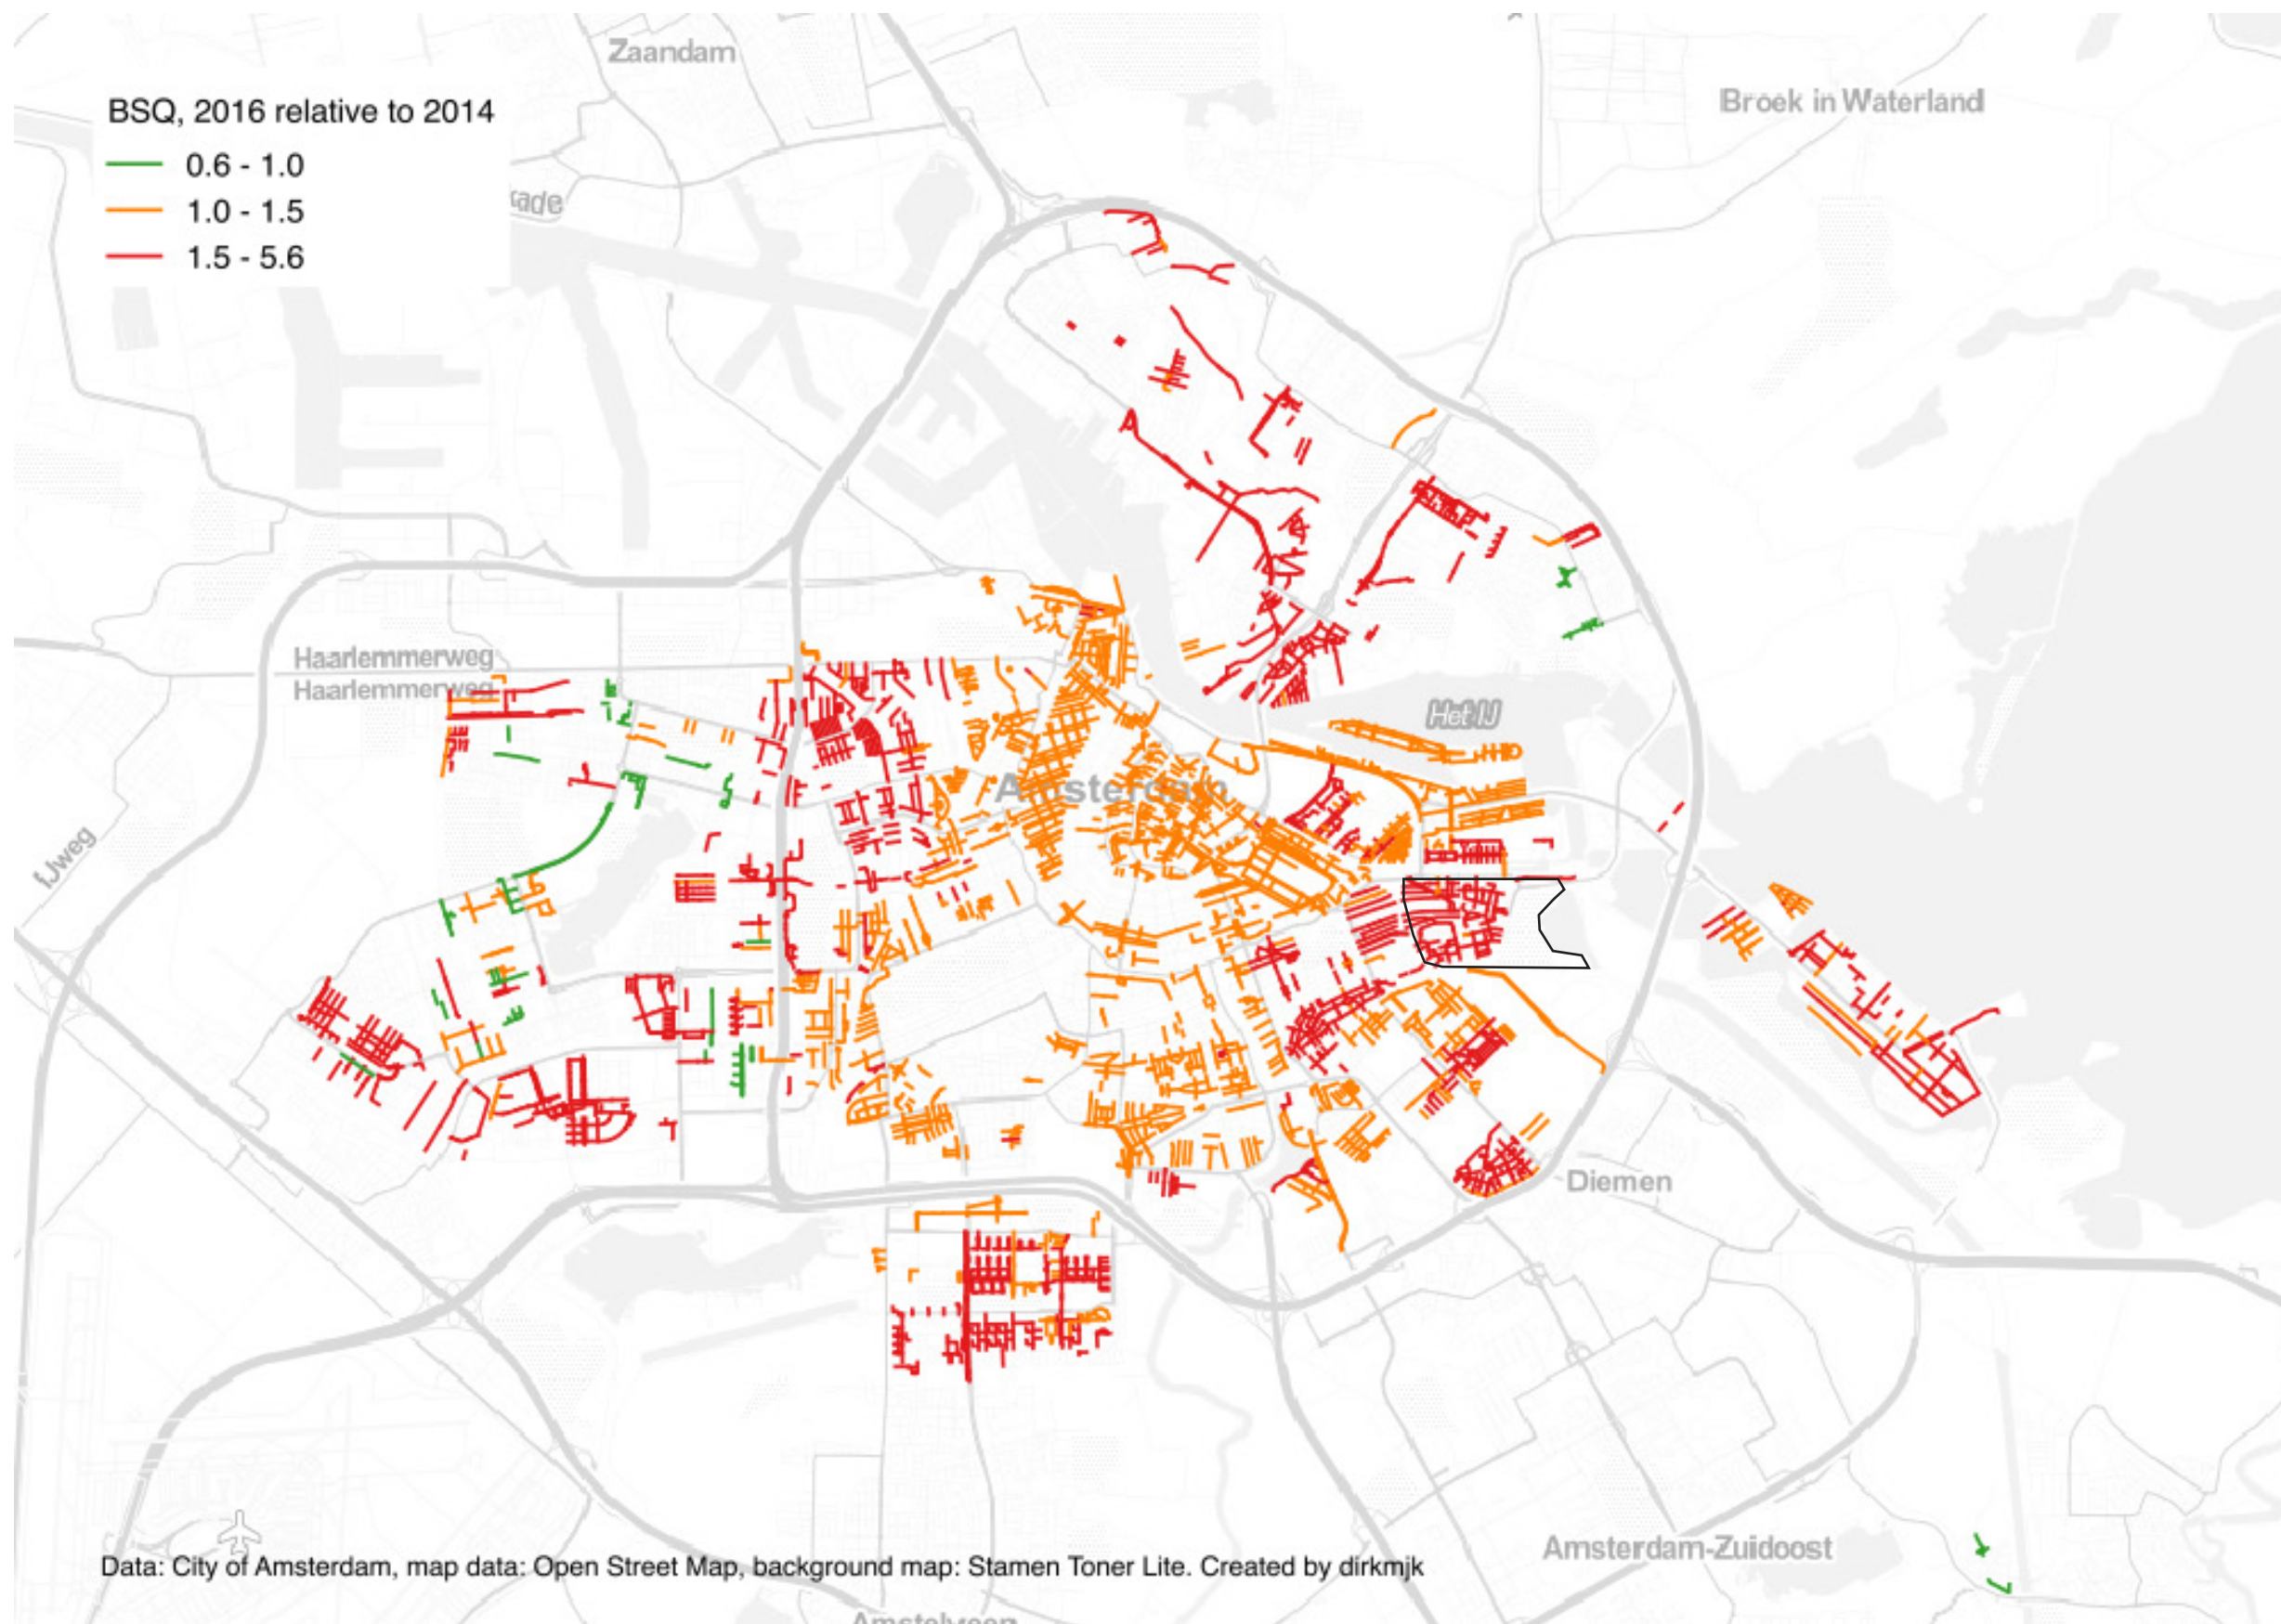 Zaandam
Broek in Waterland
BSQ, 2016 relative to 2014
0.6 - 1.0
1.0 - 1.5
1.5 - 5.6
kade
Haarlemmerweg
Haarlemmerweg
Het IJ
Amsterdam
IJweg
Diemen
Amsterdam-Zuidoost
Data: City of Amsterdam, map data: Open Street Map, background map: Stamen Toner Lite. Created by dirkmjk
Amstelveen